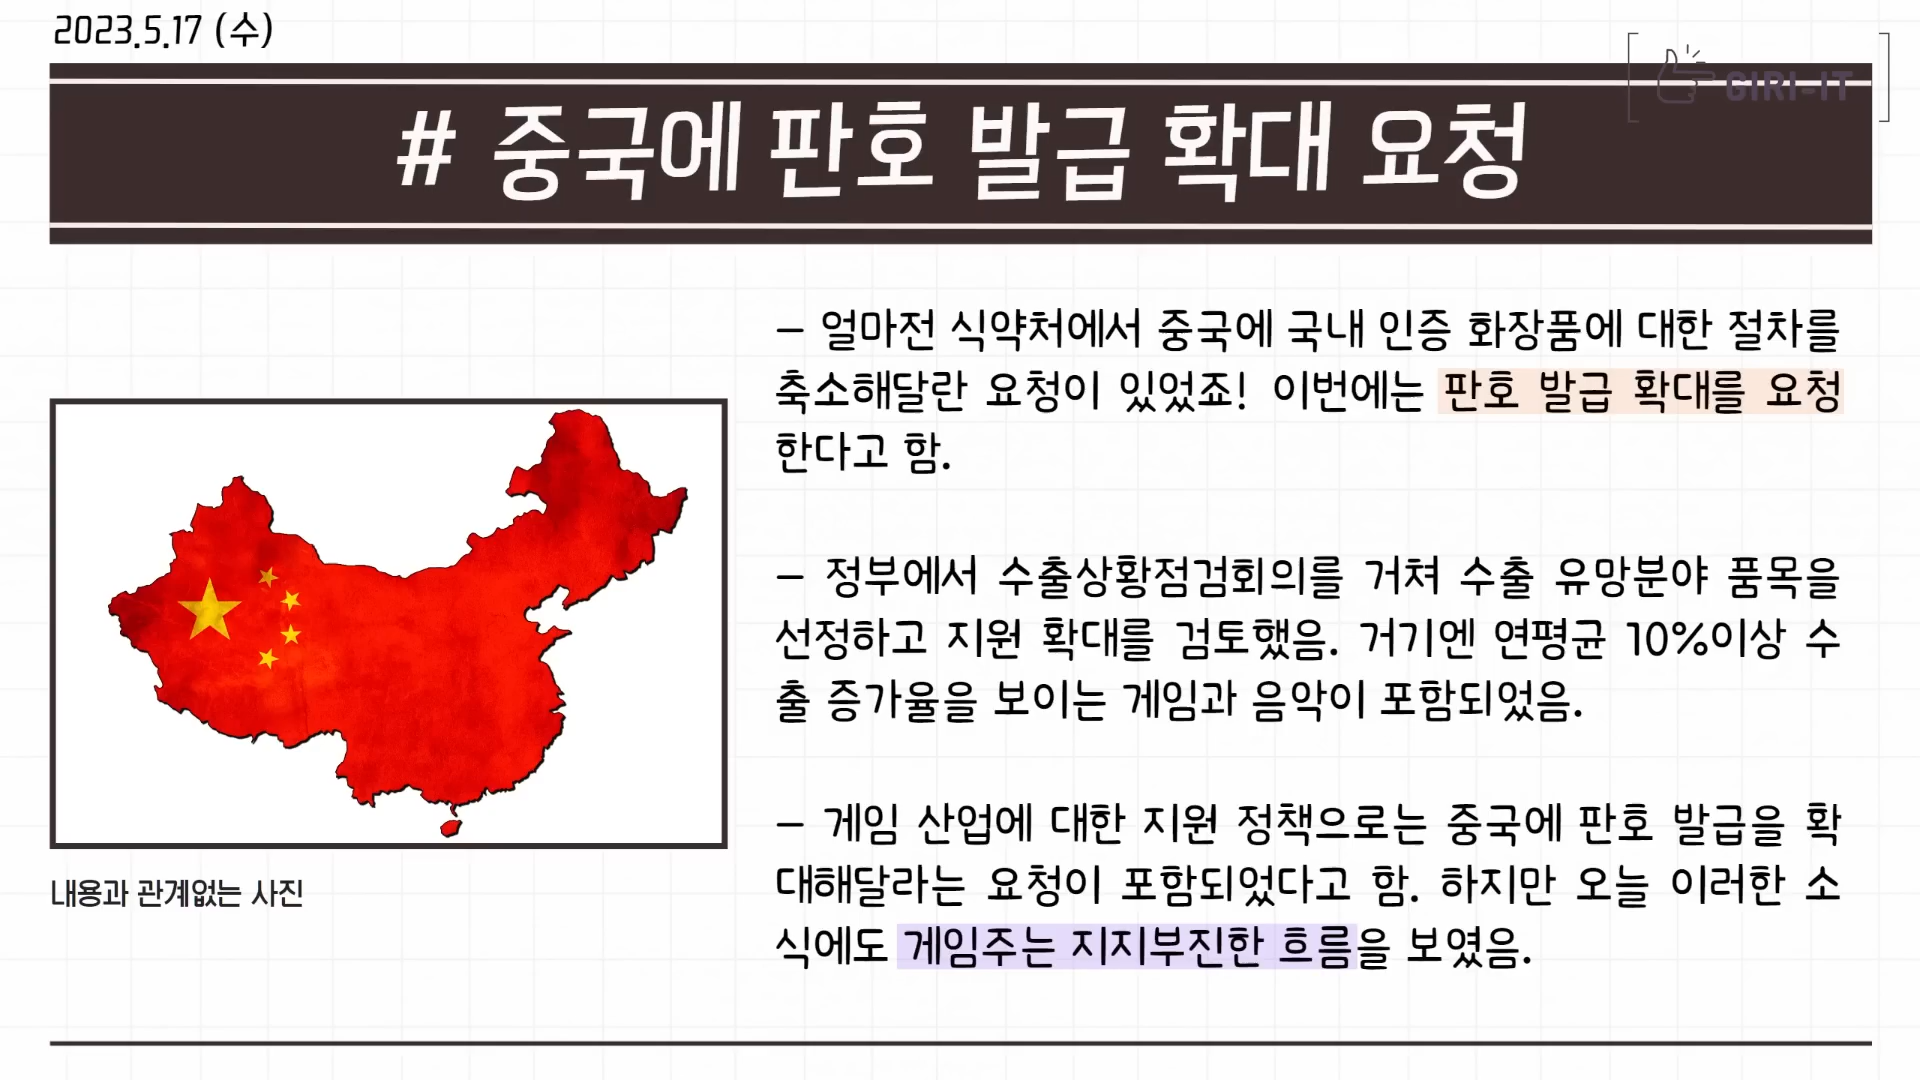 2023.5.17 (수)
GIRI-IT
# 중국에 판호 발급 확대 요청
- 얼마전 식약처에서 중국에 국내 인증 화장품에 대한 절차를
축소해달란 요청이 있었죠! 이번에는 판호 발급 확대를 요청
한다고 함.
- 정부에서 수출상황점검회의를 거쳐 수출 유망분야 품목을
선정하고 지원 확대를 검토했음. 거기엔 연평균 10%이상 수
출 증가율을 보이는 게임과 음악이 포함되었음.
- 게임 산업에 대한 지원 정책으로는 중국에 판호 발급을 확
대해달라는 요청이 포함되었다고 함. 하지만 오늘 이러한 소
식에도 게임주는 지지부진한 흐름을 보였음.
내용과 관계없는 사진